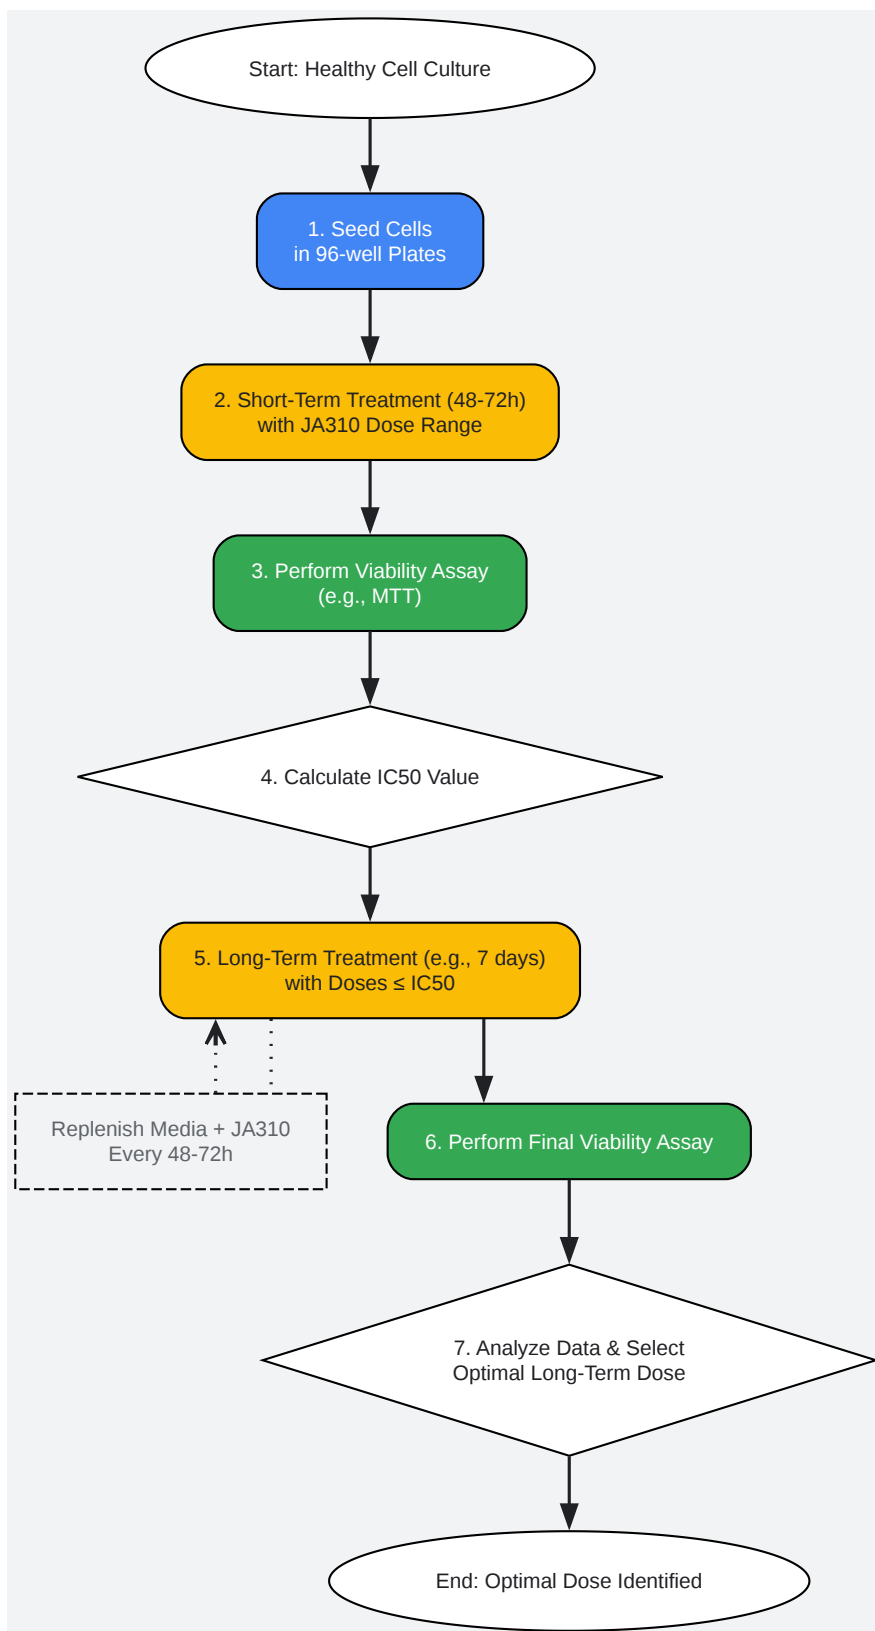 Start: Healthy Cell Culture
1. Seed Cells
in 96-well Plates
2. Short-Term Treatment (48-72h)
with JA310 Dose Range
3. Perform Viability Assay
(e.g., MTT)
4. Calculate IC50 Value
5. Long-Term Treatment (e.g., 7 days)
with Doses ≤ IC50
Replenish Media + JA310
Every 48-72h
6. Perform Final Viability Assay
7. Analyze Data & Select
Optimal Long-Term Dose
End: Optimal Dose Identified